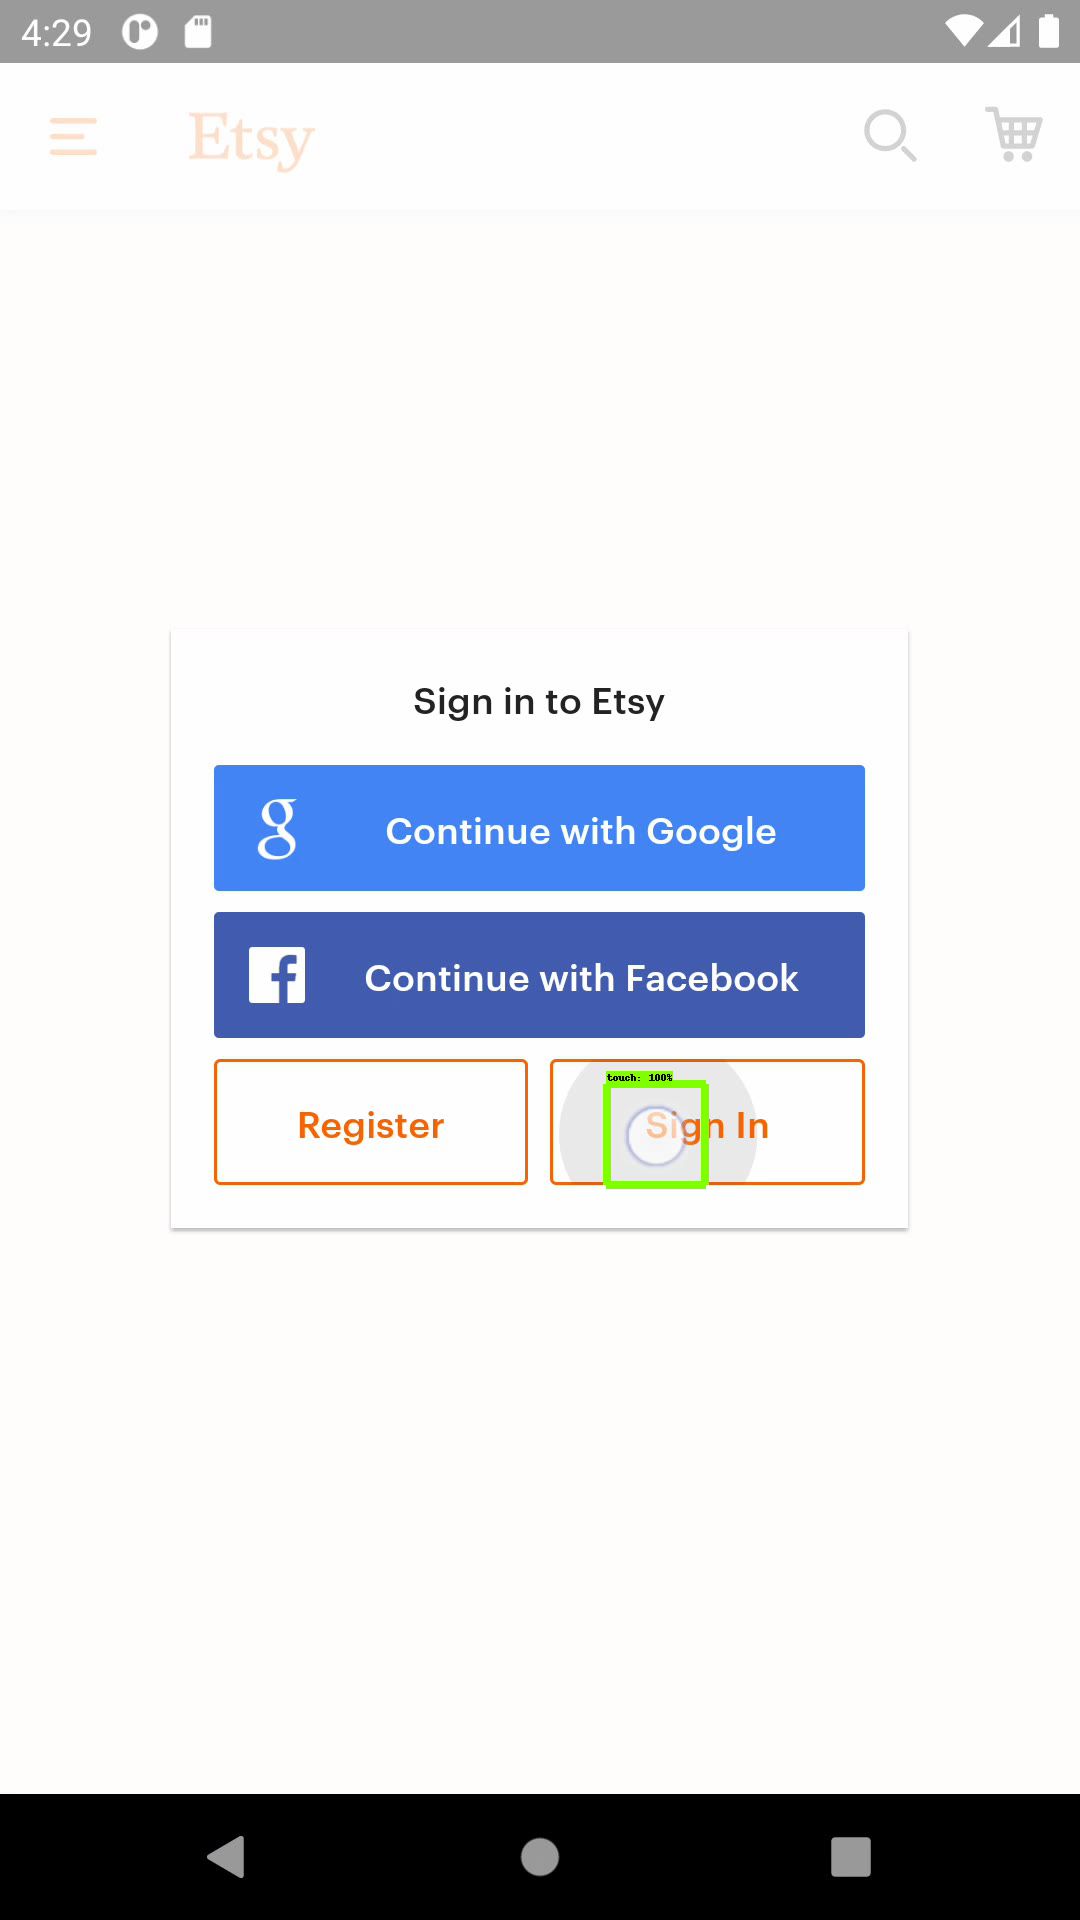 4:29
Etsy
Sign in to Etsy
Continue with Google
Continue with Facebook
touch: 100%
Register
Sign In